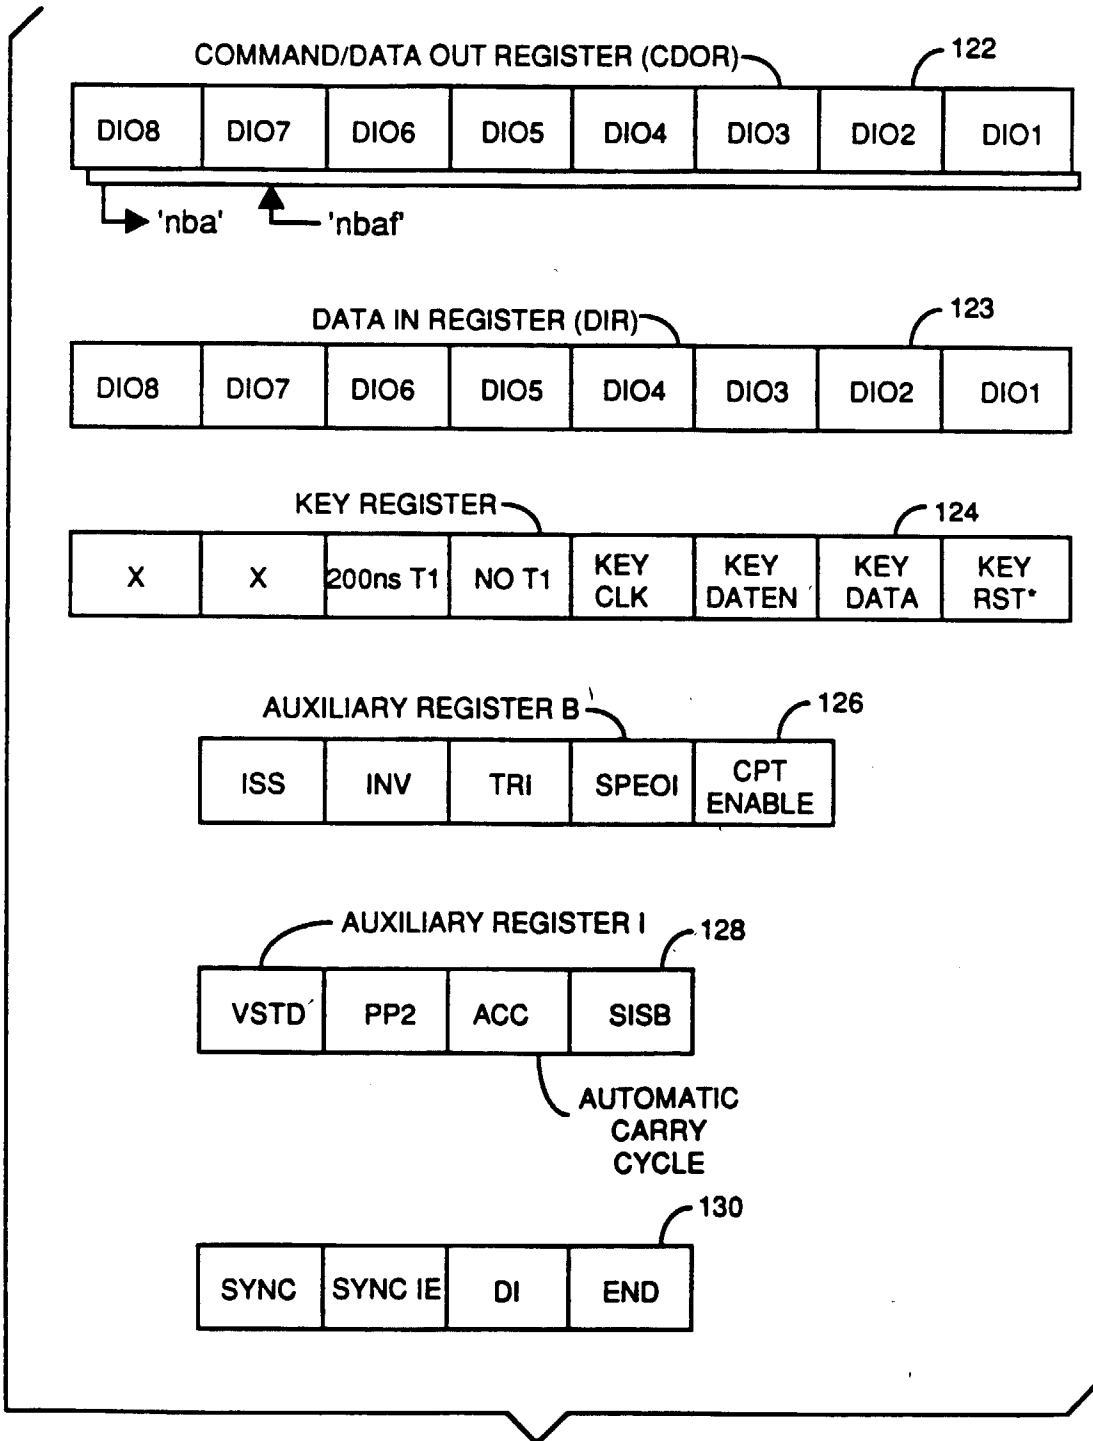 COMMAND/DATA OUT REGISTER (CDOR) 122
DIO8 DIO7 DIO6 DIO5 DIO4 DIO3 DIO2 DIO1
'nba' 'nbaf'
DATA IN REGISTER (DIR) 123
DIO8 DIO7 DIO6 DIO5 DIO4 DIO3 DIO2 DIO1
KEY REGISTER 124
X X 200ns T1 NO T1 KEY CLK KEY DATEN KEY DATA KEY RST*
AUXILIARY REGISTER B 126
ISS INV TRI SPEOI CPT ENABLE
AUXILIARY REGISTER I 128
VSTD PP2 ACC SISB
AUTOMATIC
CARRY
CYCLE
130
SYNC SYNC IE DI END